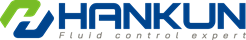 HANKUN
Fluid control expert